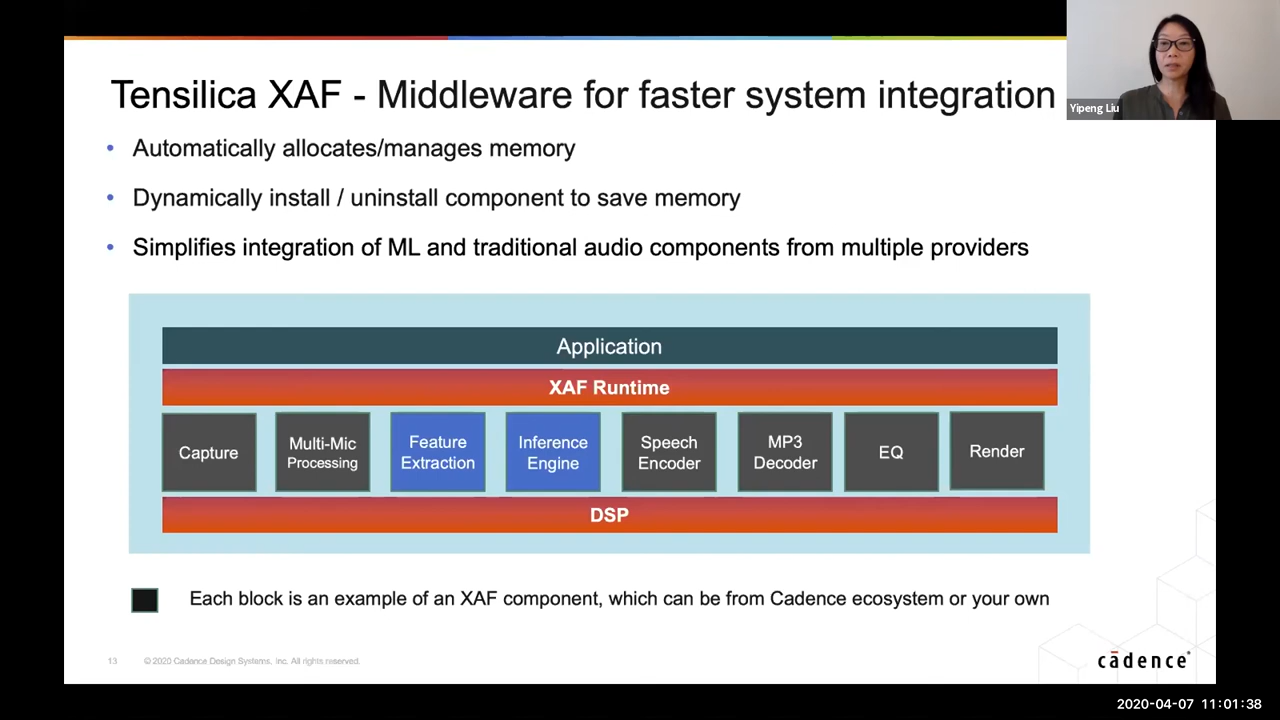 Tensilica XAF - Middleware for faster system integration
Yipeng Liu
• Automatically allocates/manages memory
• Dynamically install / uninstall component to save memory
• Simplifies integration of ML and traditional audio components from multiple providers
Application
XAF Runtime
Capture
Multi-Mic
Processing
Feature
Extraction
Inference
Engine
Speech
Encoder
MP3
Decoder
EQ
Render
DSP
Each block is an example of an XAF component, which can be from Cadence ecosystem or your own
13
© 2020 Cadence Design Systems, Inc. All rights reserved.
cādence®
2020-04-07 11:01:38